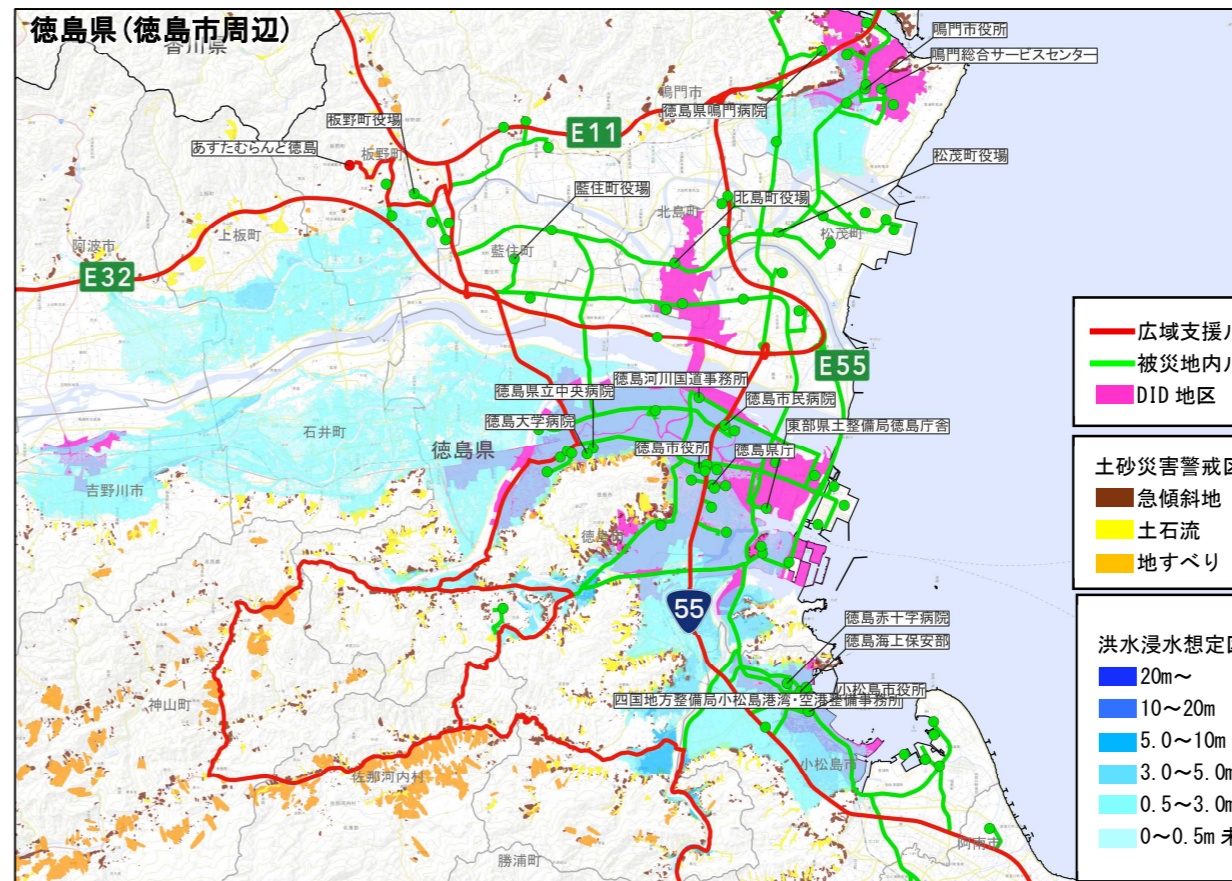 徳島県(徳島市周辺)
香川県
鳴門市役所
鳴門総合サービスセンター
鳴門市
徳島県鳴門病院
板野町役場
E11
あすたむらんど徳島
板野町
松茂町役場
藍住町役場
北島町役場
北島町
松茂町
上板町
阿波市
藍住町
E32
E55
広域支援ル
被災地内ル
DID 地区
徳島河川国道事務所
徳島県立中央病院
徳島市民病院
徳島大学病院
東部県土整備局徳島庁舎
石井町
徳島県
徳島市役所
徳島県庁
吉野川市
土砂災害警戒区
急傾斜地
土石流
地すべり
55
徳島赤十字病院
徳島海上保安部
小松島市役所
四国地方整備局小松島港湾・空港整備事務所
神山町
佐那河内村
小松島市
勝浦町
阿南市
洪水浸水想定区
20m~
10~20m
5.0~10m
3.0~5.0m
0.5~3.0m
0~0.5m 未